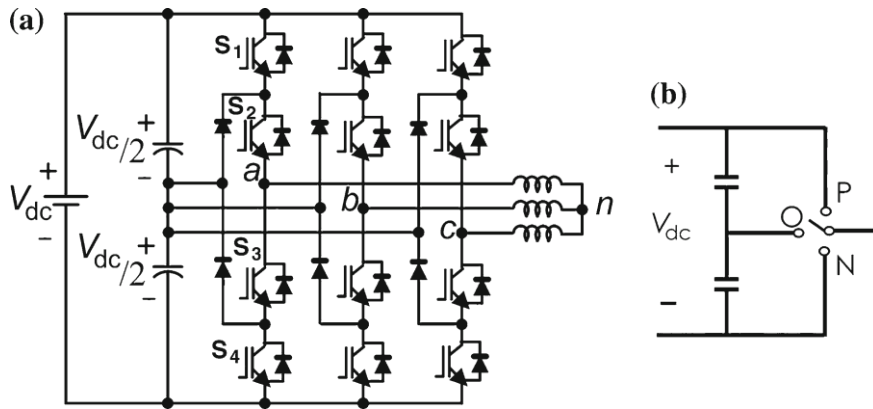 (a)
S1
S2
+
Vdc/2
−
+
Vdc
−
+
Vdc/2
−
a
b
c
n
S3
S4
(b)
+
Vdc
−
O
P
N